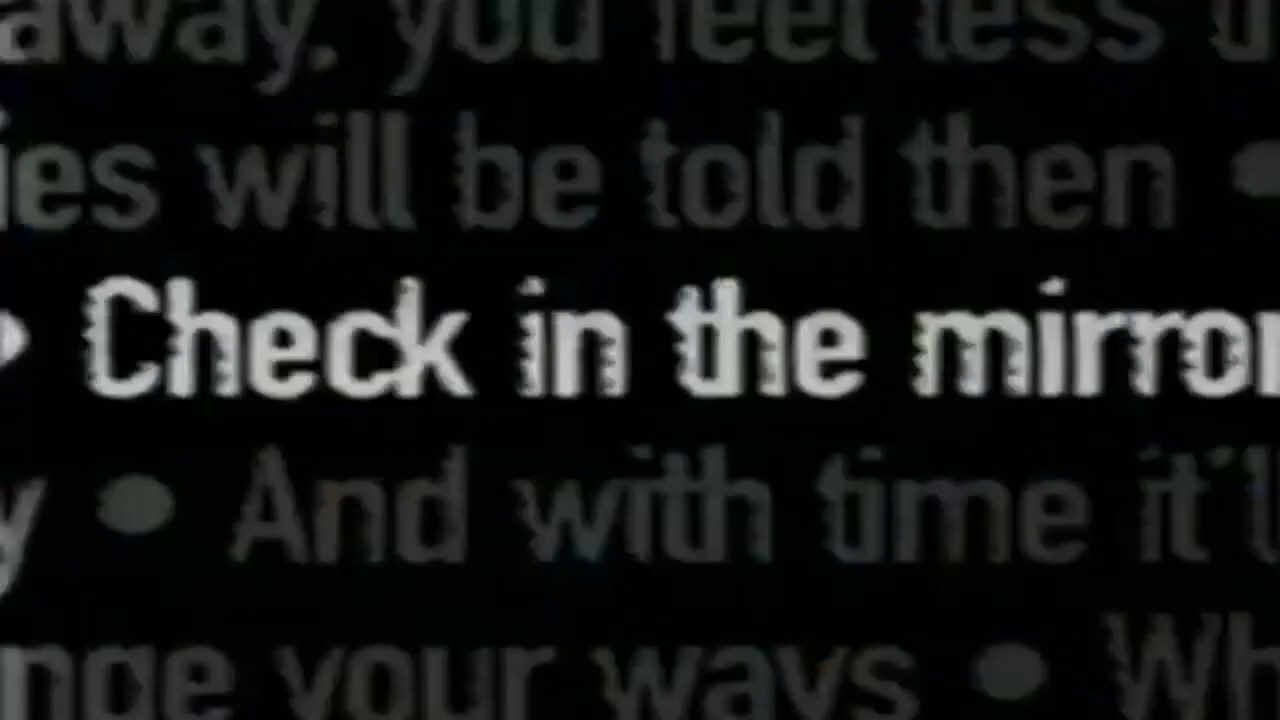 away, you feel less
ies will be told then •
• Check in the mirror
y • And with time it'l
nge your ways • Wh